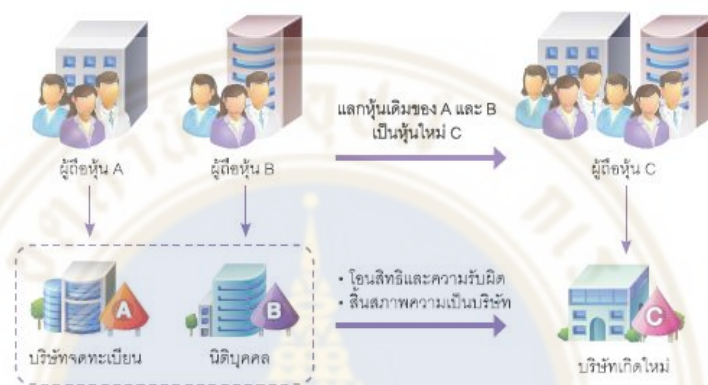 แลกหุ้นเดิมของ A และ B
เป็นหุ้นใหม่ C
ผู้ถือหุ้น A
ผู้ถือหุ้น B
ผู้ถือหุ้น C
• โอนสิทธิและความรับผิด
• สิ้นสภาพความเป็นบริษัท
A
B
C
บริษัทจดทะเบียน
นิติบุคคล
บริษัทเกิดใหม่